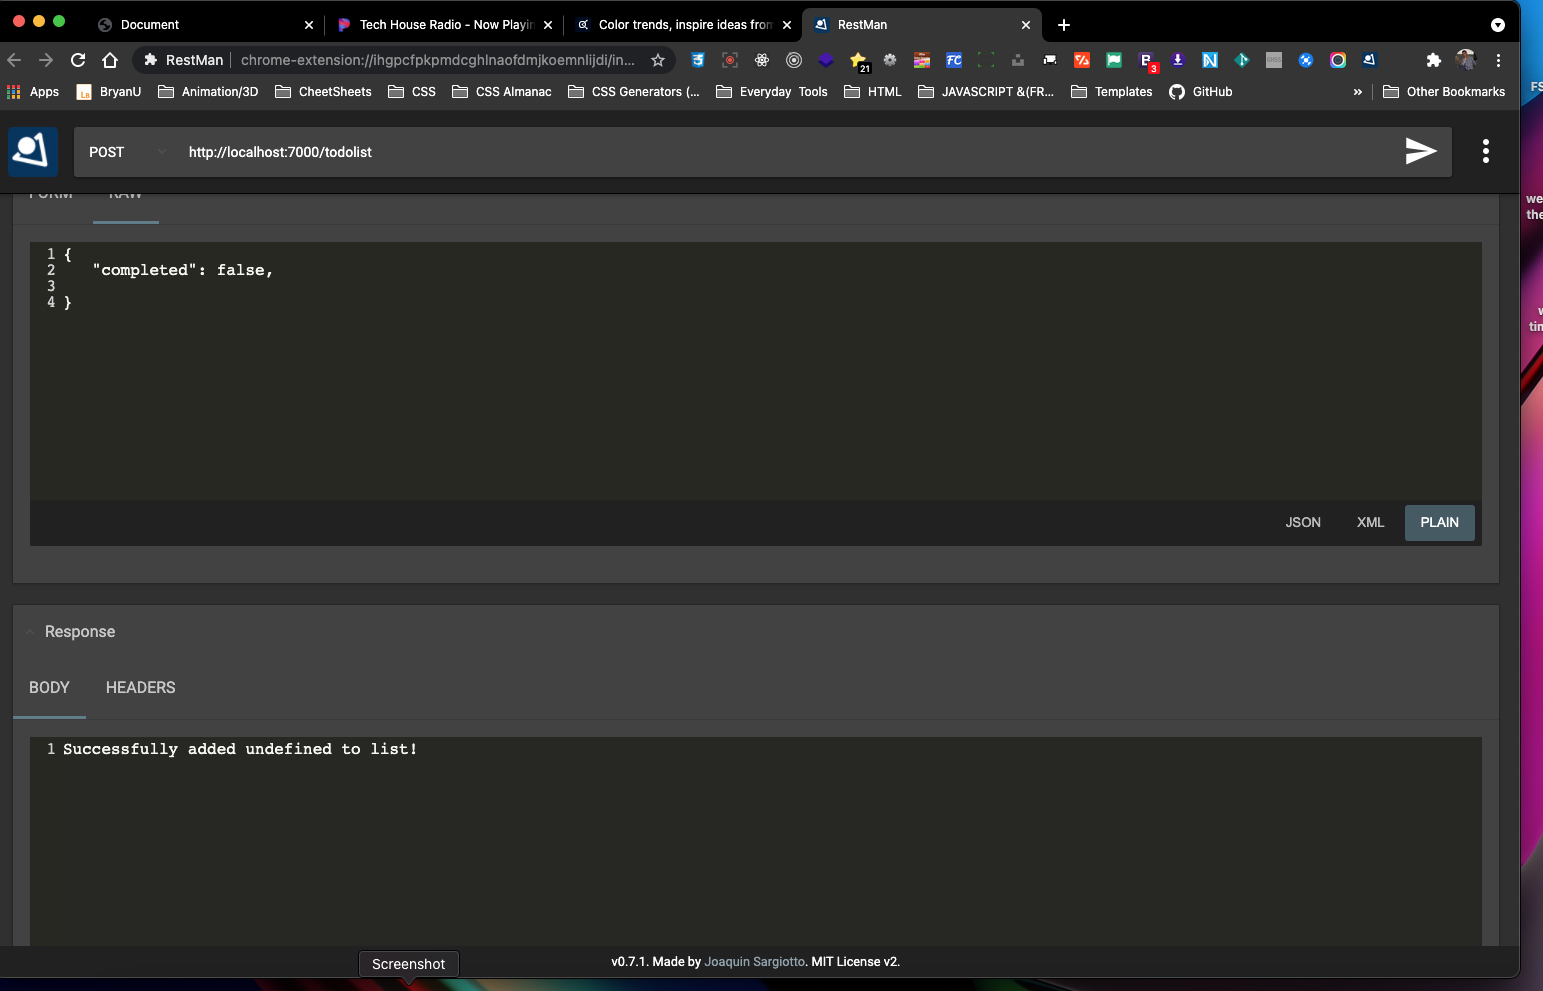 Document
Tech House Radio - Now Playin
Color trends, inspire ideas from
RestMan
RestMan
chrome-extension://ihgpcfpkpmdcghlnaofdmjkoemnlijdi/in...
21
FC
B
3
N
Apps
BryanU
Animation/3D
CheetSheets
CSS
CSS Almanac
CSS Generators (...
Everyday Tools
HTML
JAVASCRIPT &(FR...
Templates
GitHub
»
Other Bookmarks
FS
POST
http://localhost:7000/todolist
we
the
FORM
RAW
1 {
2 "completed": false,
3
4 }
w
tim
JSON
XML
PLAIN
Response
BODY
HEADERS
1 Successfully added undefined to list!
Screenshot
v0.7.1. Made by Joaquin Sargiotto. MIT License v2.